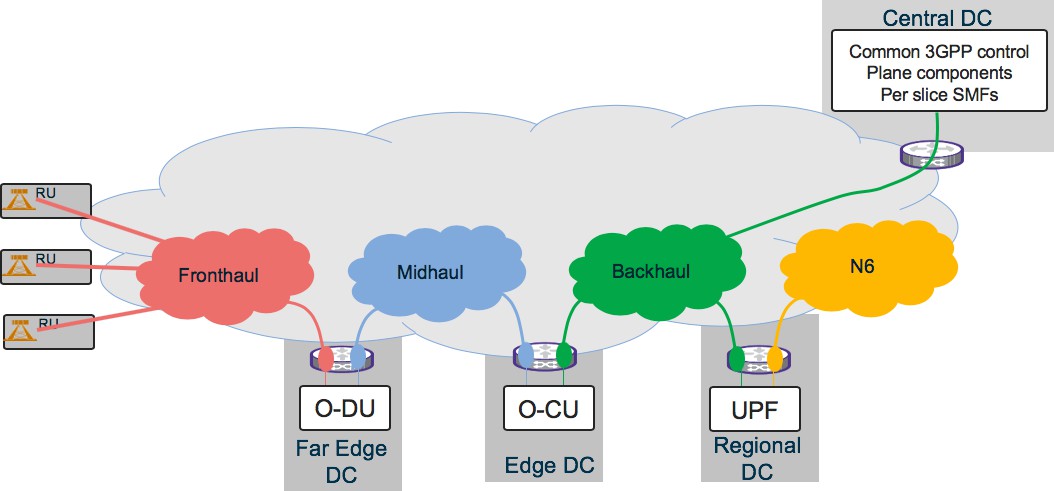 Central DC
Common 3GPP control
Plane components
Per slice SMFs
RU
RU
RU
Fronthaul
Midhaul
Backhaul
N6
O-DU
O-CU
UPF
Far Edge
DC
Edge DC
Regional
DC